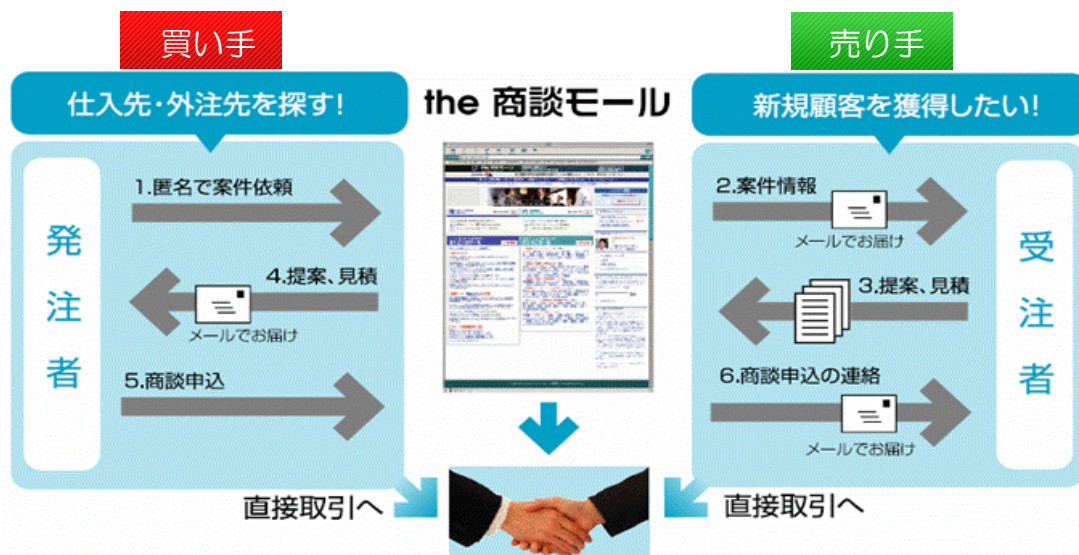 買い手
売り手
仕入先・外注先を探す!
the 商談モール
新規顧客を獲得したい!
発注者
1.匿名で案件依頼
4.提案、見積
メールでお届け
5.商談申込
2.案件情報
メールでお届け
3.提案、見積
6.商談申込の連絡
メールでお届け
受注者
直接取引へ
直接取引へ